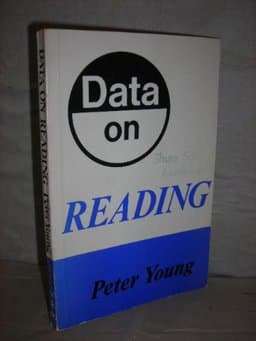 Data
on
READING
Peter Young
DATA ON READING Peter Young